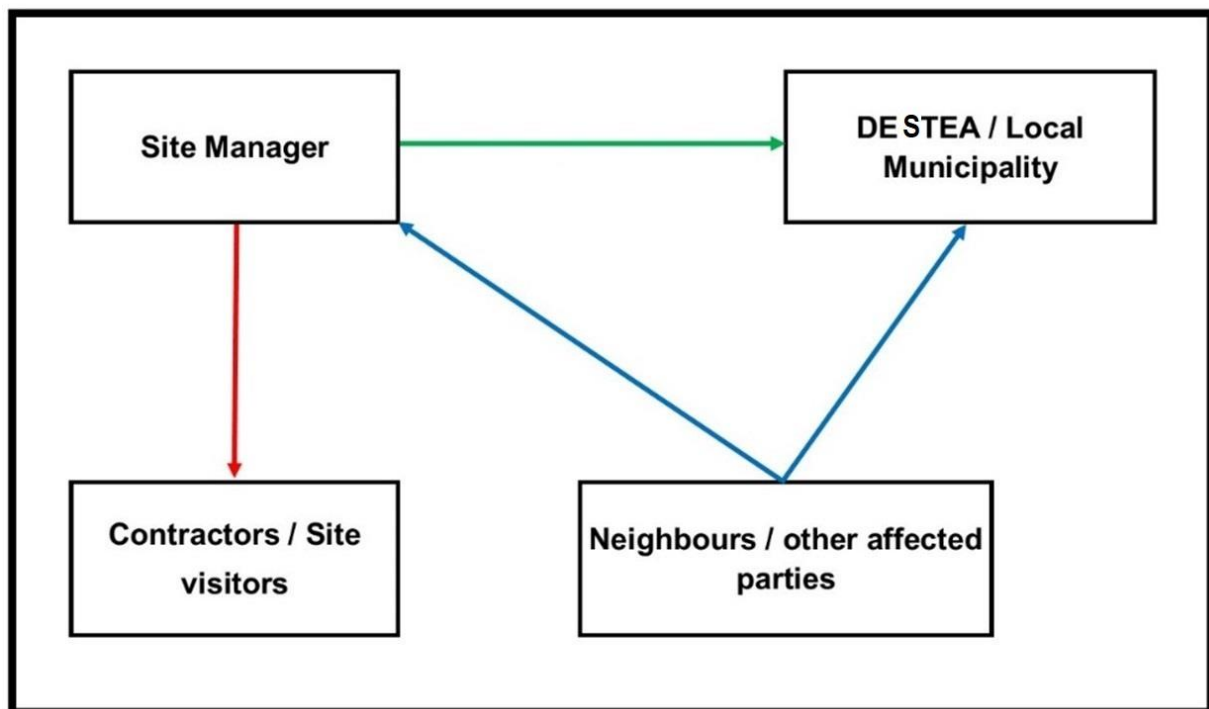 Site Manager
DESTEA / Local
Municipality
Contractors / Site
visitors
Neighbours / other affected
parties